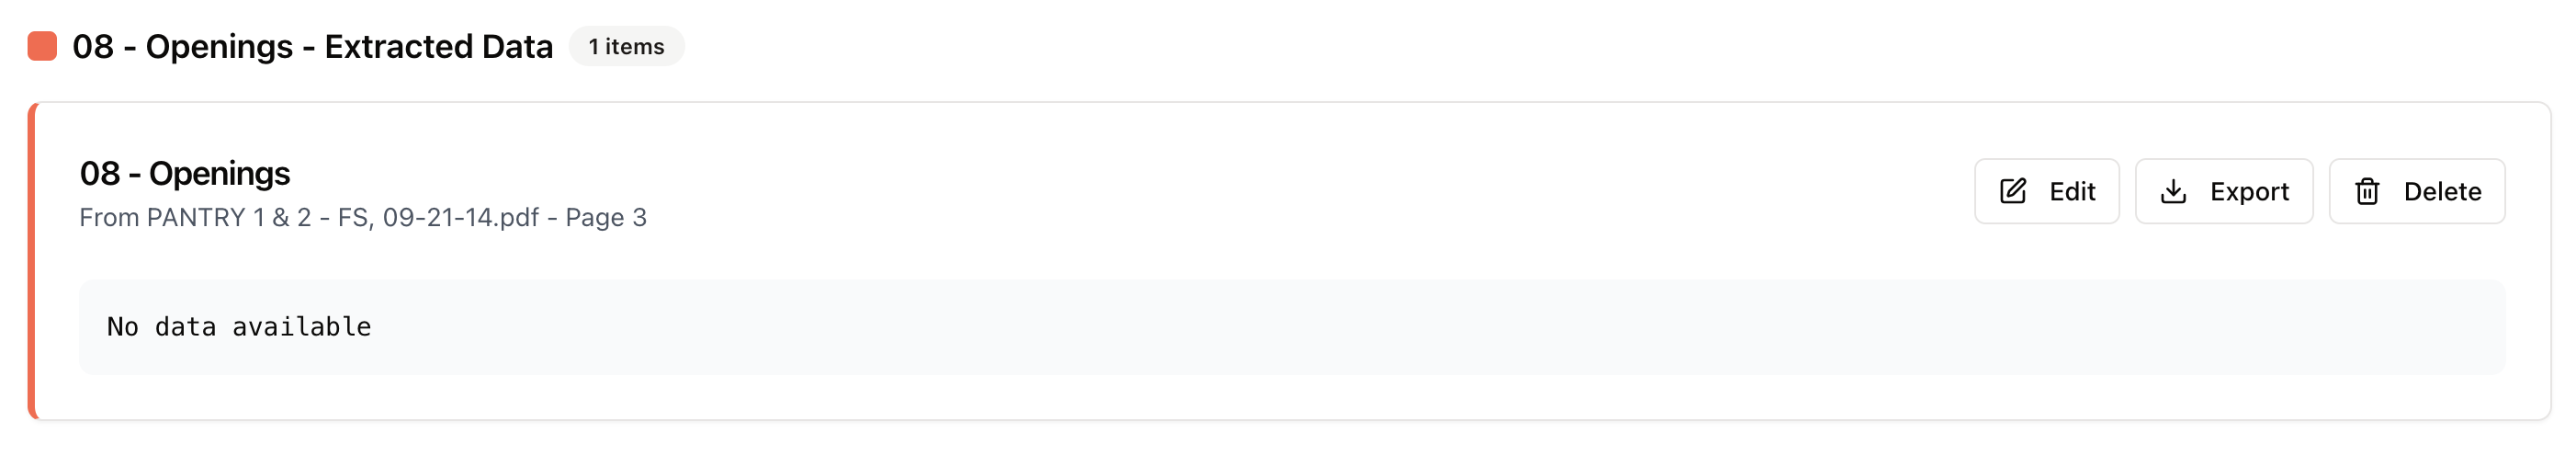 08 - Openings - Extracted Data 1 items
08 - Openings
From PANTRY 1 & 2 - FS, 09-21-14.pdf - Page 3
Edit Export Delete
No data available